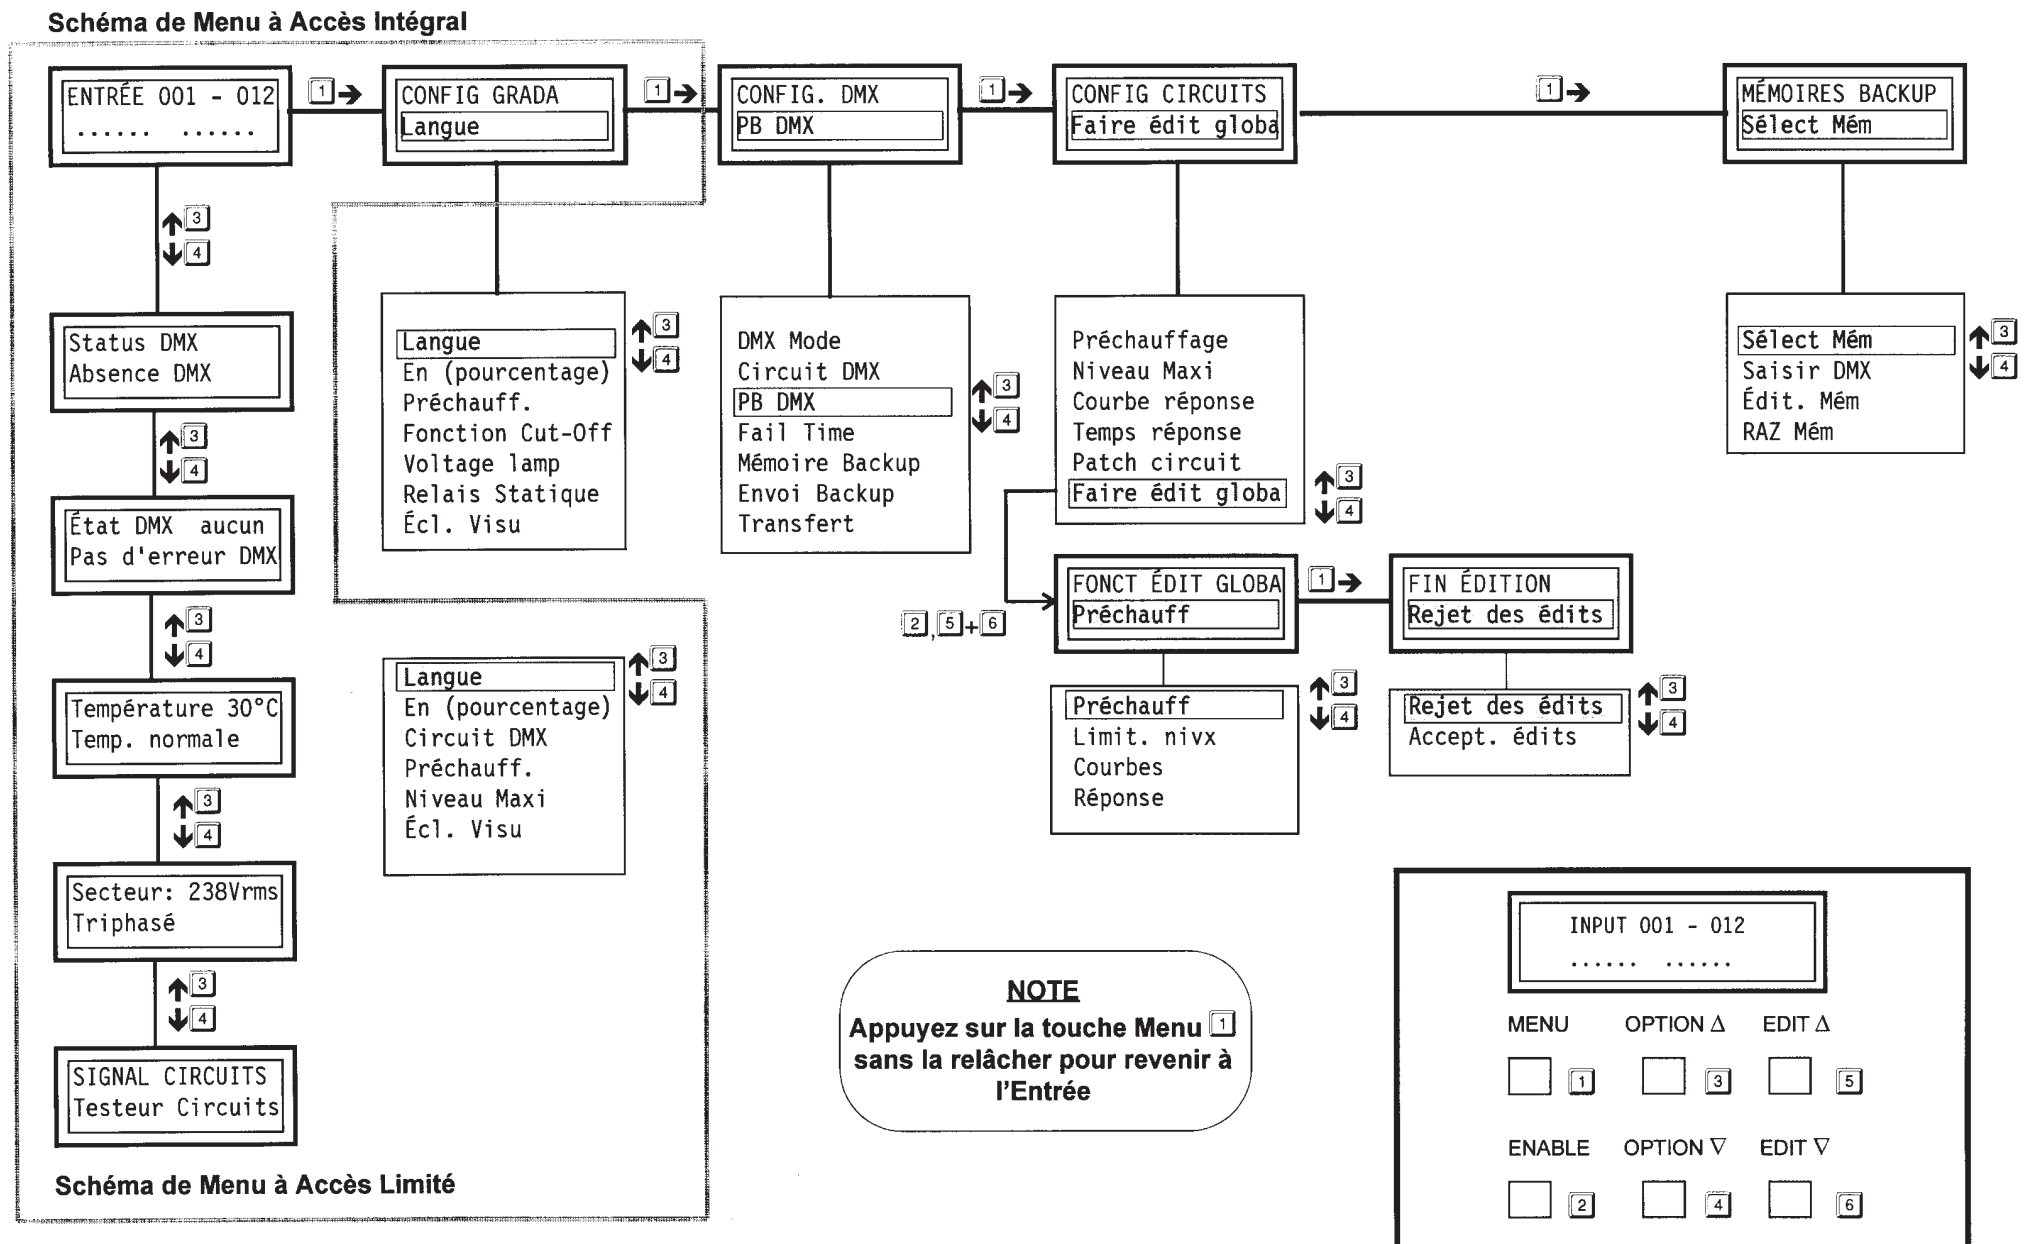 Schéma de Menu à Accès Intégral
ENTRÉE 001 - 012
...... ......
1
CONFIG GRADA
Langue
1
CONFIG. DMX
PB DMX
1
CONFIG CIRCUITS
Faire édit globa
1
MÉMOIRES BACKUP
Sélect Mém
3
4
Status DMX
Absence DMX
3
4
État DMX aucun
Pas d'erreur DMX
3
4
Température 30°C
Temp. normale
3
4
Secteur: 238Vrms
Triphasé
3
4
SIGNAL CIRCUITS
Testeur Circuits
Langue
En (pourcentage)
Préchauff.
Fonction Cut-Off
Voltage lamp
Relais Statique
Écl. Visu
3
4
Langue
En (pourcentage)
Circuit DMX
Préchauff.
Niveau Maxi
Écl. Visu
3
4
Schéma de Menu à Accès Limité
DMX Mode
Circuit DMX
PB DMX
Fail Time
Mémoire Backup
Envoi Backup
Transfert
3
4
Préchauffage
Niveau Maxi
Courbe réponse
Temps réponse
Patch circuit
Faire édit globa
3
4
Sélect Mém
Saisir DMX
Édit. Mém
RAZ Mém
3
4
2, 5+6
FONCT ÉDIT GLOBA
Préchauff
1
FIN ÉDITION
Rejet des édits
Préchauff
Limit. nivx
Courbes
Réponse
3
4
Rejet des édits
Accept. édits
3
4
NOTE
Appuyez sur la touche Menu 1
sans la relâcher pour revenir à
l'Entrée
INPUT 001 - 012
...... ......
MENU OPTION Δ EDIT Δ
1 3 5
ENABLE OPTION ∇ EDIT ∇
2 4 6